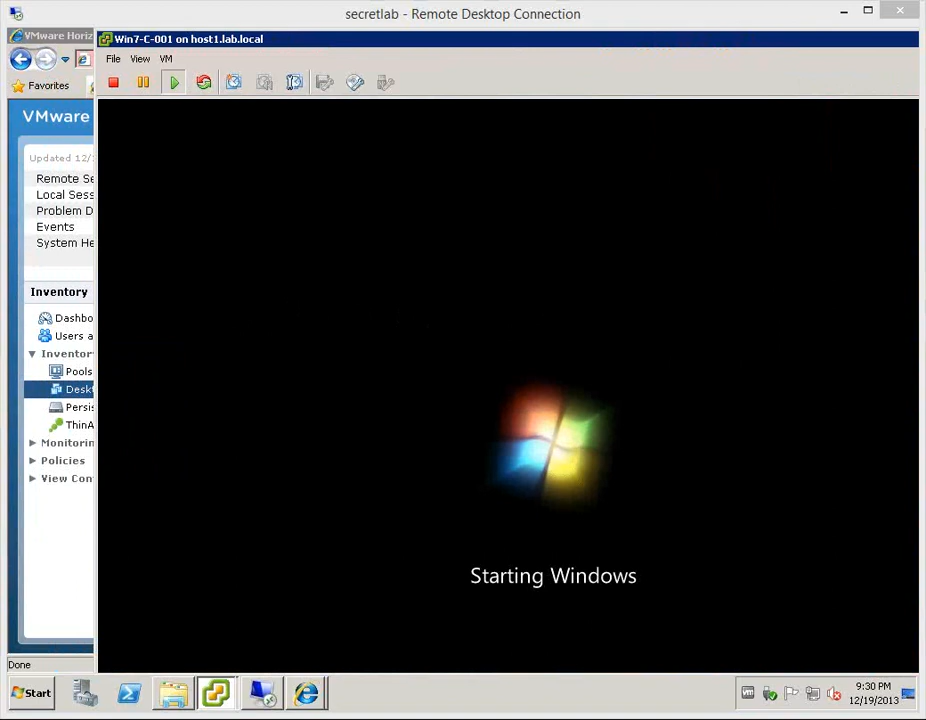 secretlab - Remote Desktop Connection
VMware Horiz
Win7-C-001 on host1.lab.local
File View VM
Favorites
VMware
Updated 12/
Remote Se
Local Sess
Problem D
Events
System He
Inventory
Dashbo
Users a
Inventor
Pools
Deskt
Persis
ThinA
Monitorin
Policies
View Con
Starting Windows
Done
Start
vm
9:30 PM
12/19/2013